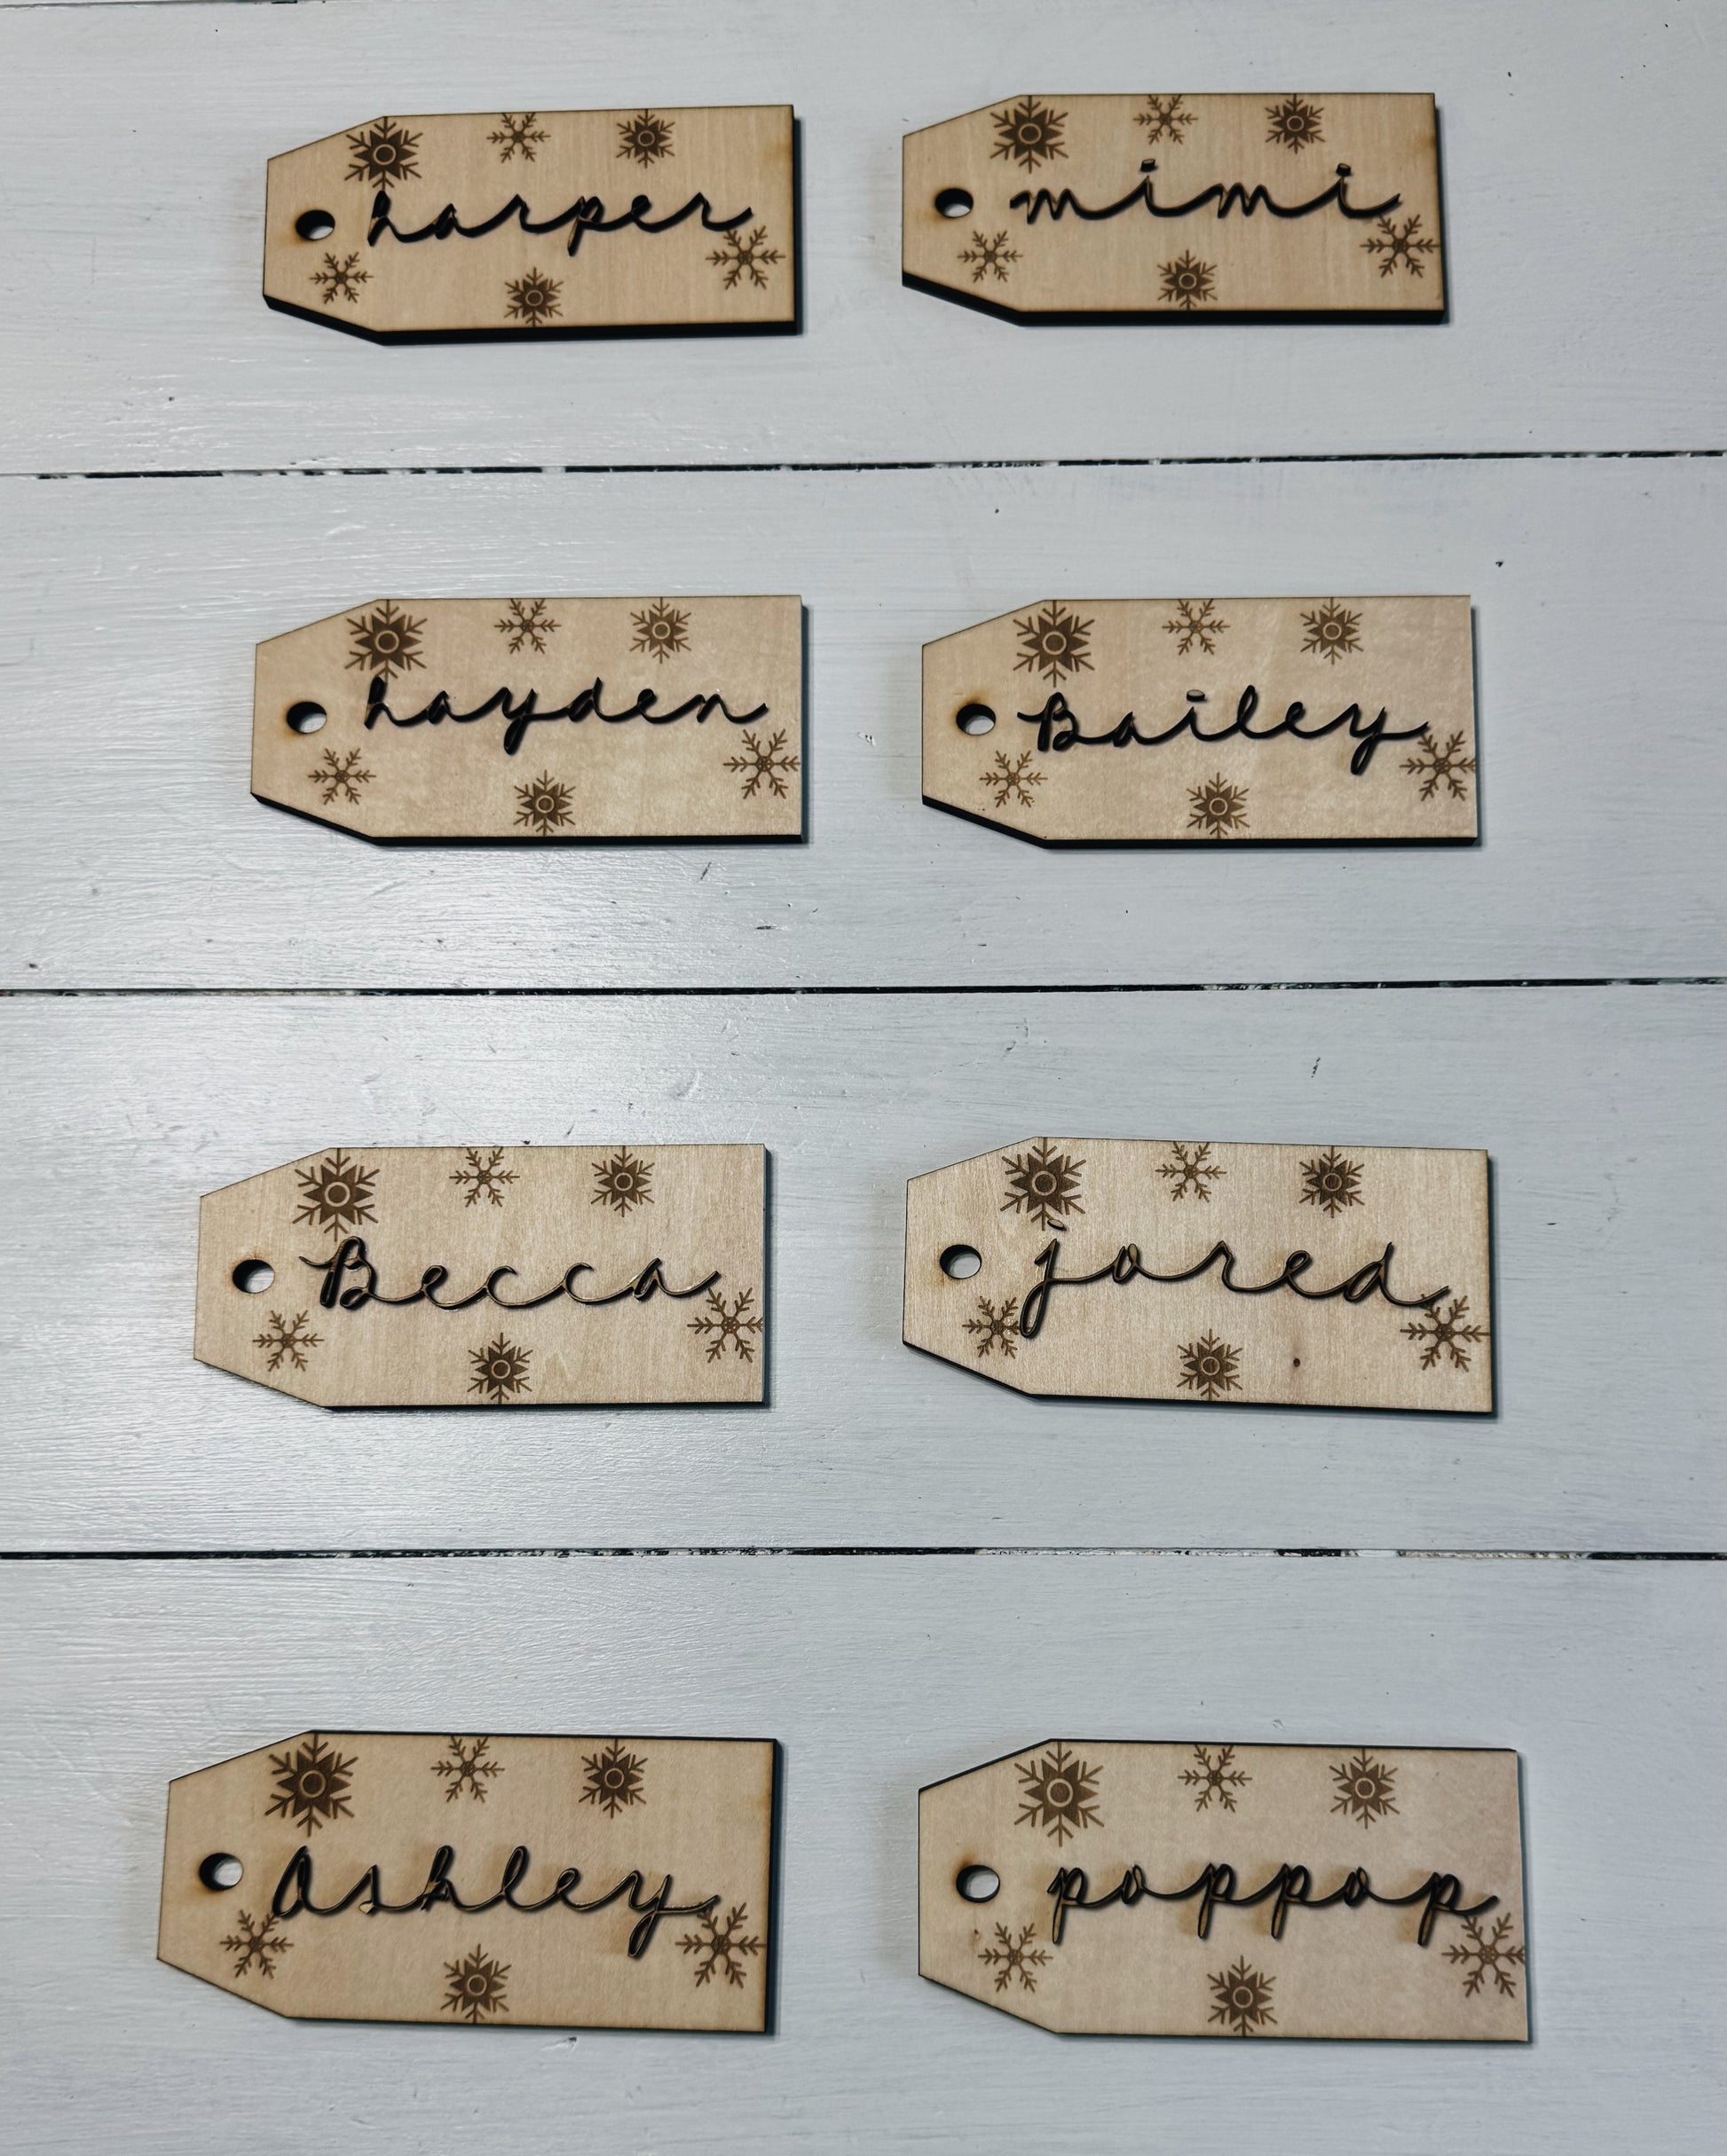 harper
mimi
hayden
Bailey
Becca
jared
Ashley
poppop